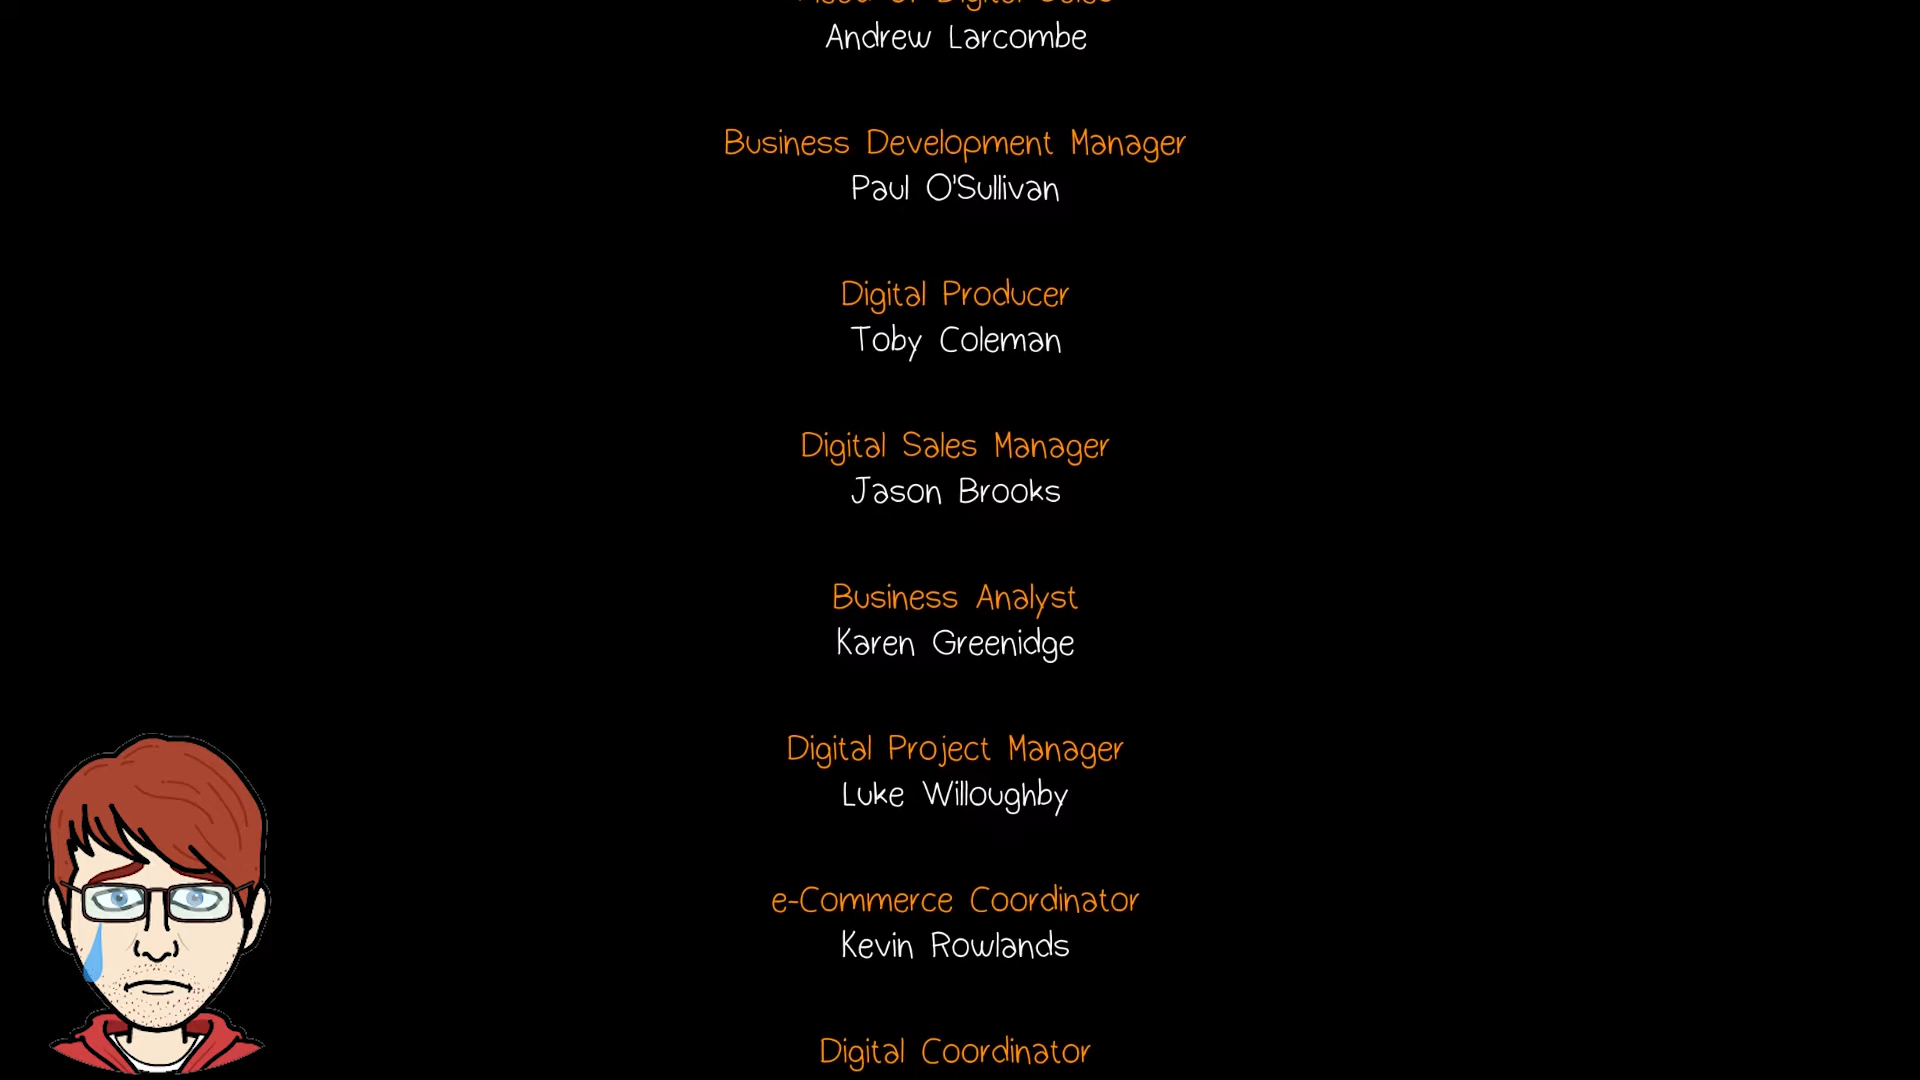 Andrew Larcombe
Business Development Manager
Paul O'Sullivan
Digital Producer
Toby Coleman
Digital Sales Manager
Jason Brooks
Business Analyst
Karen Greenidge
Digital Project Manager
Luke Willoughby
e-Commerce Coordinator
Kevin Rowlands
Digital Coordinator